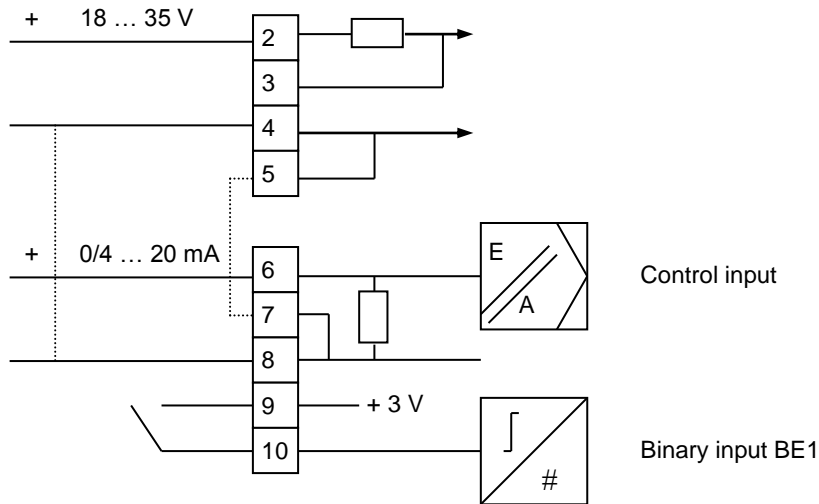 + 18 … 35 V
2
3
4
5
+ 0/4 … 20 mA
6
7
8
9
10
+ 3 V
E
A
Control input
#
Binary input BE1